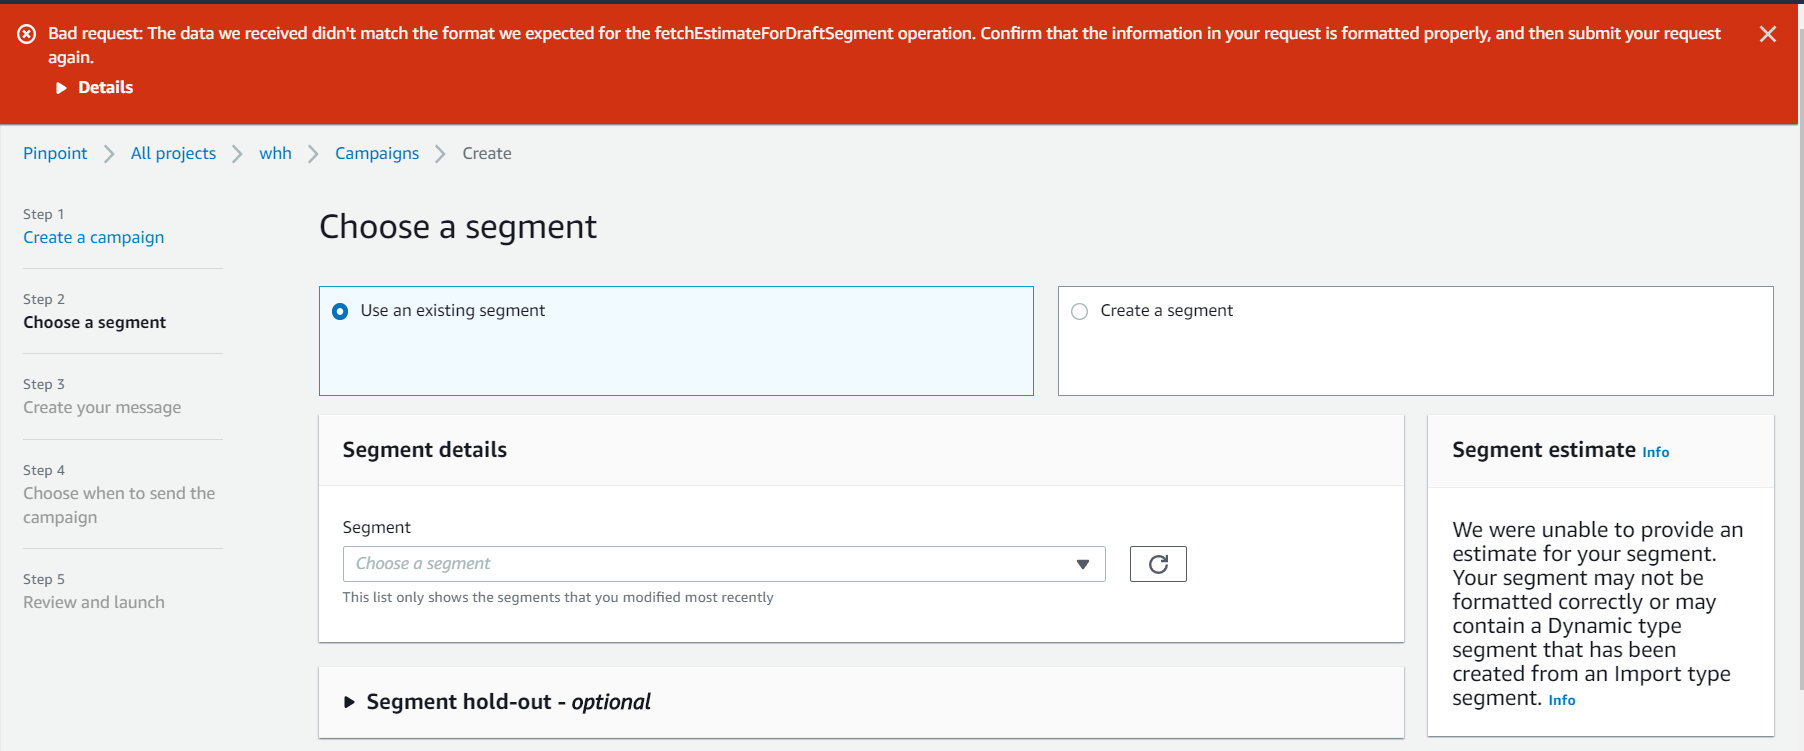 Bad request: The data we received didn't match the format we expected for the fetchEstimateForDraftSegment operation. Confirm that the information in your request is formatted properly, and then submit your request
again.
Details
Pinpoint
All projects
whh
Campaigns
Create
Step 1
Create a campaign
Step 2
Choose a segment
Step 3
Create your message
Step 4
Choose when to send the
campaign
Step 5
Review and launch
Choose a segment
Use an existing segment
Create a segment
Segment details
Segment
Choose a segment
This list only shows the segments that you modified most recently
Segment hold-out - optional
Segment estimate Info
We were unable to provide an
estimate for your segment.
Your segment may not be
formatted correctly or may
contain a Dynamic type
segment that has been
created from an Import type
segment. Info